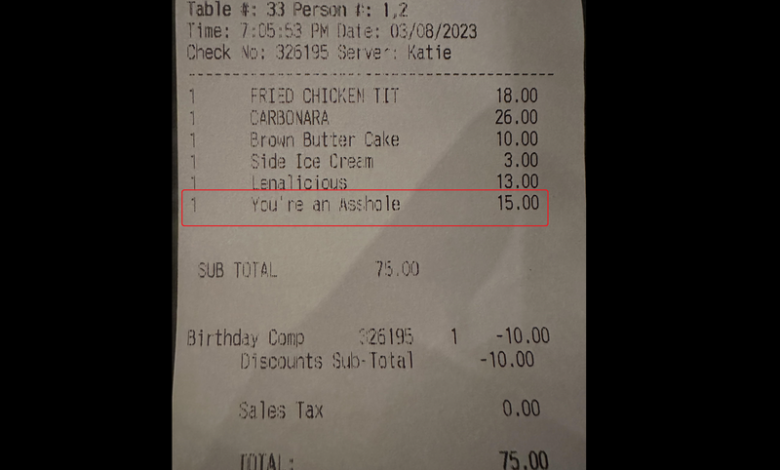 Table #: 33 Person #: 1,2
Time: 7:05:53 PM Date: 03/08/2023
Check No: 326195 Server: Katie
1 FRIED CHICKEN TIT 18.00
1 CARBONARA 26.00
1 Brown Butter Cake 10.00
1 Side Ice Cream 3.00
1 Lenalicious 13.00
1 You're an Asshole 15.00
SUB TOTAL 75.00
Birthday Comp 326195 1 -10.00
Discounts Sub-Total -10.00
Sales Tax 0.00
TOTAL: 75.00